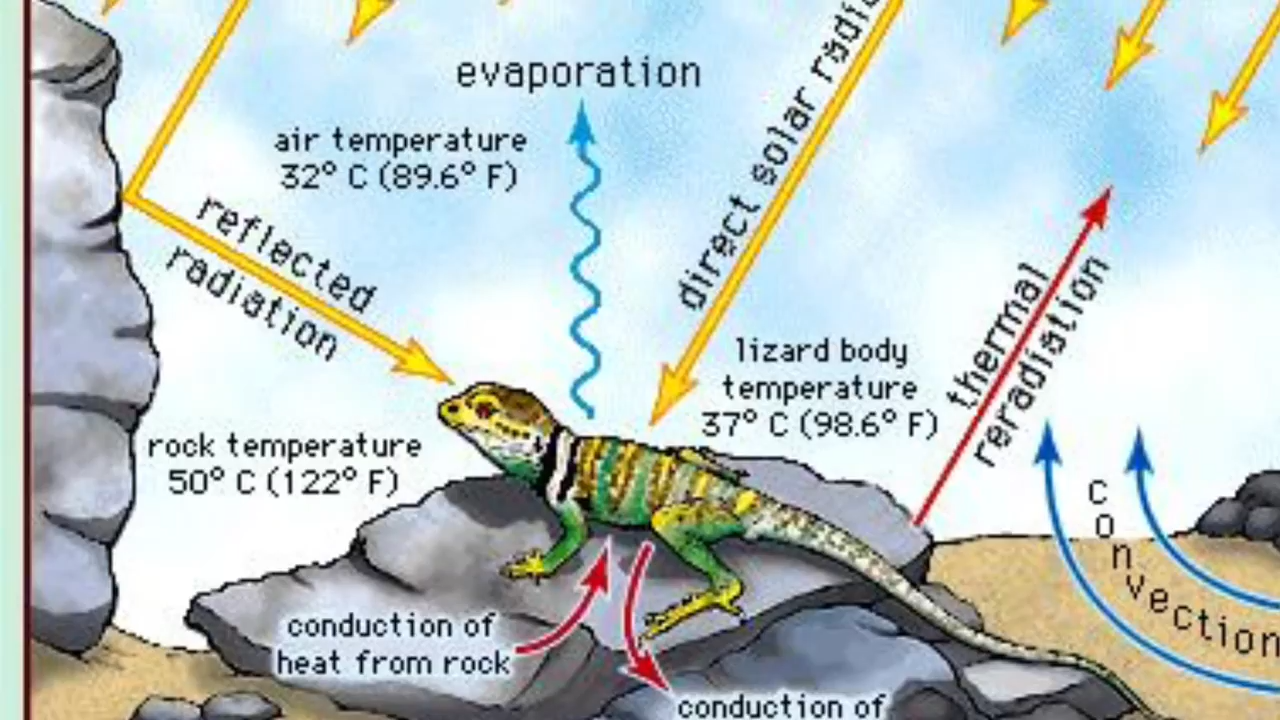 evaporation
air temperature
32° C (89.6° F)
reflected
radiation
direct solar
lizard body
temperature
37° C (98.6° F)
thermal
reradiation
rock temperature
50° C (122° F)
convection
conduction of
heat from rock
conduction of